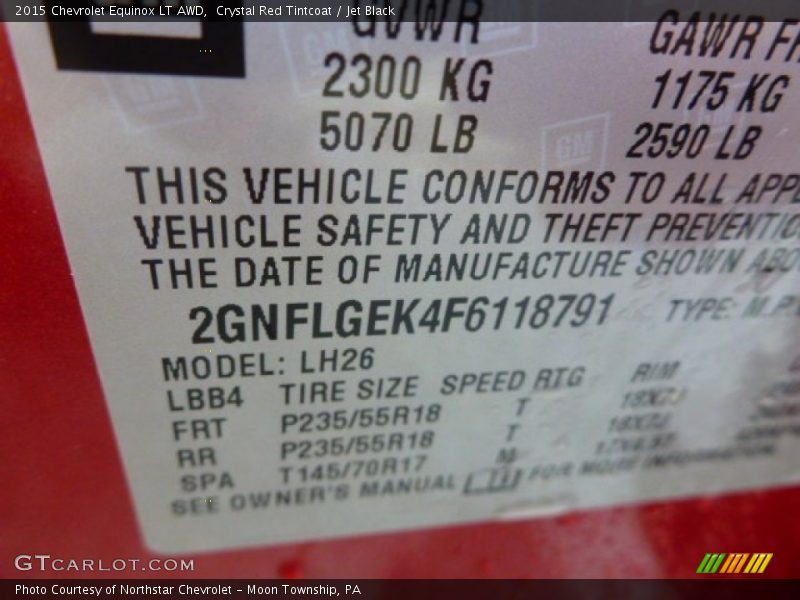 2015 Chevrolet Equinox LT AWD, Crystal Red Tintcoat / Jet Black
GVWR GAWR
2300 KG 1175 KG
5070 LB 2590 LB
GM
THIS VEHICLE CONFORMS TO ALL
VEHICLE SAFETY AND THEFT
THE DATE OF MANUFACTURE SHOWN
2GNFLGEK4F6118791 TYPE:
MODEL: LH26
LBB4 TIRE SIZE SPEED RTG RIM
FRT P235/55R18 T
RR P235/55R18 T
SPA T145/70R17 M
SEE OWNER'S MANUAL FOR MORE INFORMATION
GTCARLOT.COM
Photo Courtesy of Northstar Chevrolet - Moon Township, PA